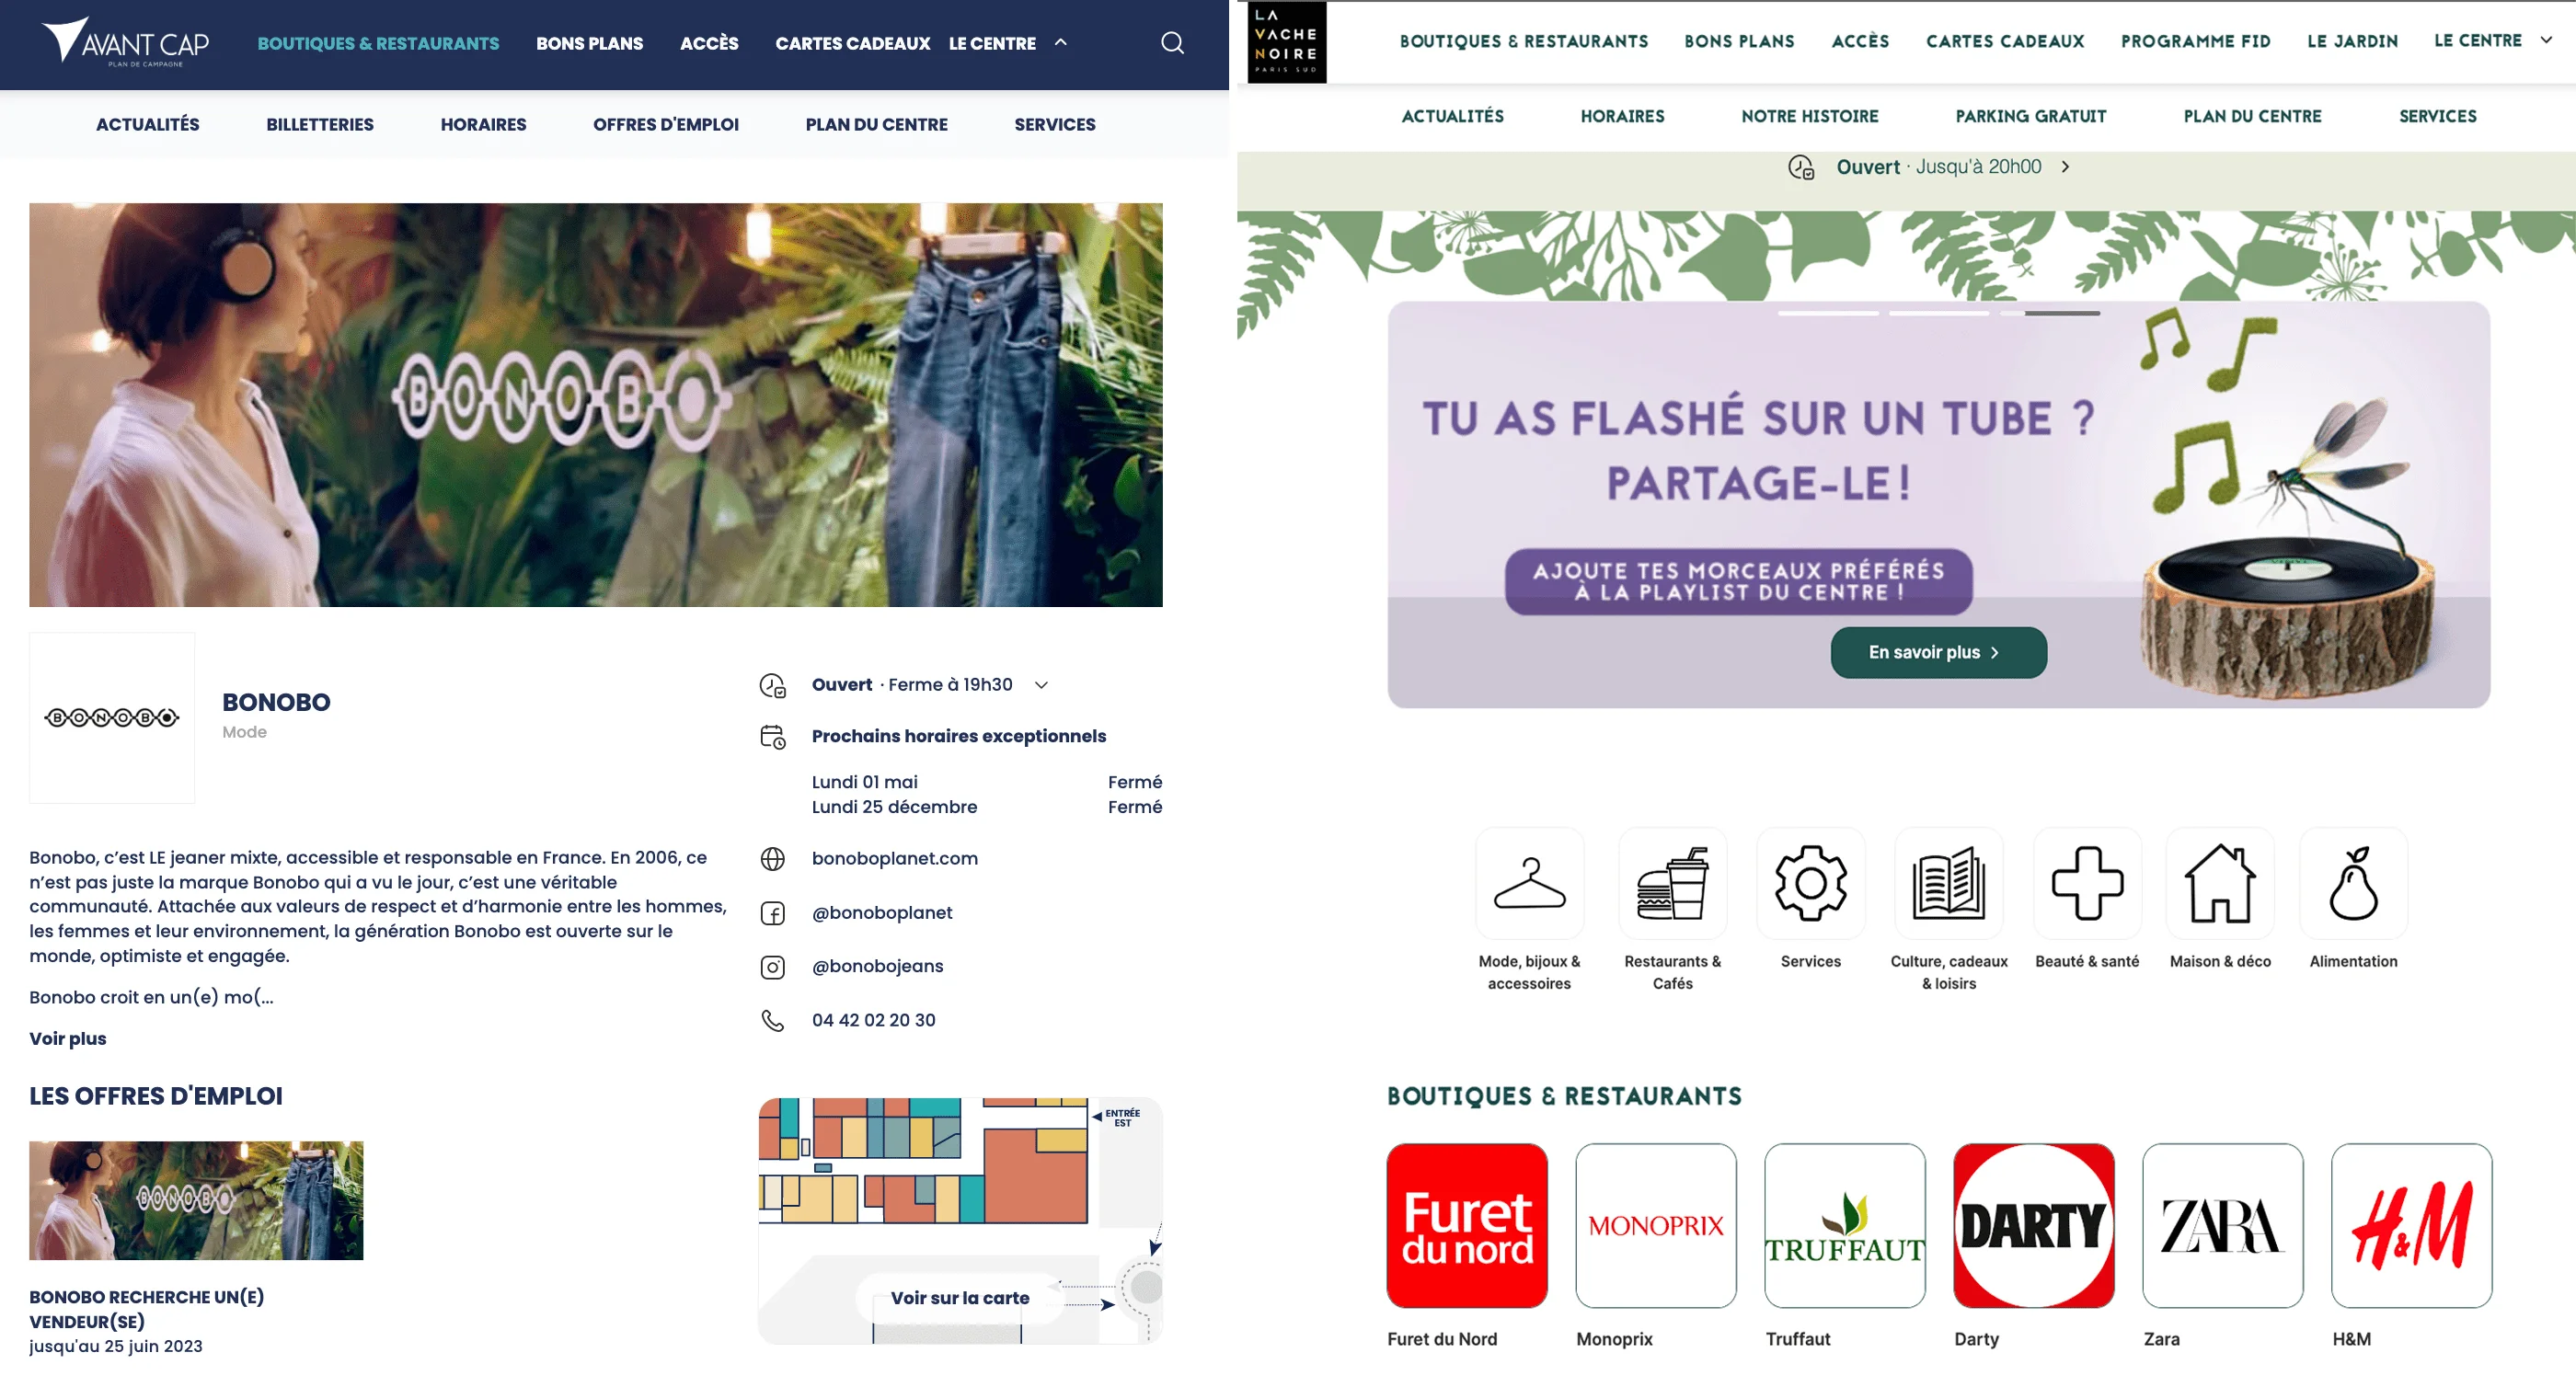 AVANT CAP
PLAN DE CAMPAGNE
BOUTIQUES & RESTAURANTS
BONS PLANS
ACCÈS
CARTES CADEAUX
LE CENTRE
ACTUALITÉS
BILLETTERIES
HORAIRES
OFFRES D'EMPLOI
PLAN DU CENTRE
SERVICES
BONOBO
BONOBO
BONOBO
Mode
Ouvert · Ferme à 19h30
Prochains horaires exceptionnels
Lundi 01 mai Fermé
Lundi 25 décembre Fermé
bonoboplanet.com
@bonoboplanet
@bonobojeans
04 42 02 20 30
Bonobo, c’est LE jeaner mixte, accessible et responsable en France. En 2006, ce
n’est pas juste la marque Bonobo qui a vu le jour, c’est une véritable
communauté. Attachée aux valeurs de respect et d’harmonie entre les hommes,
les femmes et leur environnement, la génération Bonobo est ouverte sur le
monde, optimiste et engagée.
Bonobo croit en un(e) mo(...
Voir plus
LES OFFRES D'EMPLOI
BONOBO
BONOBO RECHERCHE UN(E)
VENDEUR(SE)
jusqu'au 25 juin 2023
ENTRÉE
EST
Voir sur la carte
LA
VACHE
NOIRE
PARIS SUD
BOUTIQUES & RESTAURANTS
BONS PLANS
ACCÈS
CARTES CADEAUX
PROGRAMME FID
LE JARDIN
LE CENTRE
ACTUALITÉS
HORAIRES
NOTRE HISTOIRE
PARKING GRATUIT
PLAN DU CENTRE
SERVICES
Ouvert · Jusqu'à 20h00
TU AS FLASHÉ SUR UN TUBE ?
PARTAGE-LE !
AJOUTE TES MORCEAUX PRÉFÉRÉS
À LA PLAYLIST DU CENTRE !
En savoir plus
Mode, bijoux &
accessoires
Restaurants &
Cafés
Services
Culture, cadeaux
& loisirs
Beauté & santé
Maison & déco
Alimentation
BOUTIQUES & RESTAURANTS
Furet
du nord
MONOPRIX
TRUFFAUT
DARTY
ZARA
H&M
Furet du Nord
Monoprix
Truffaut
Darty
Zara
H&M